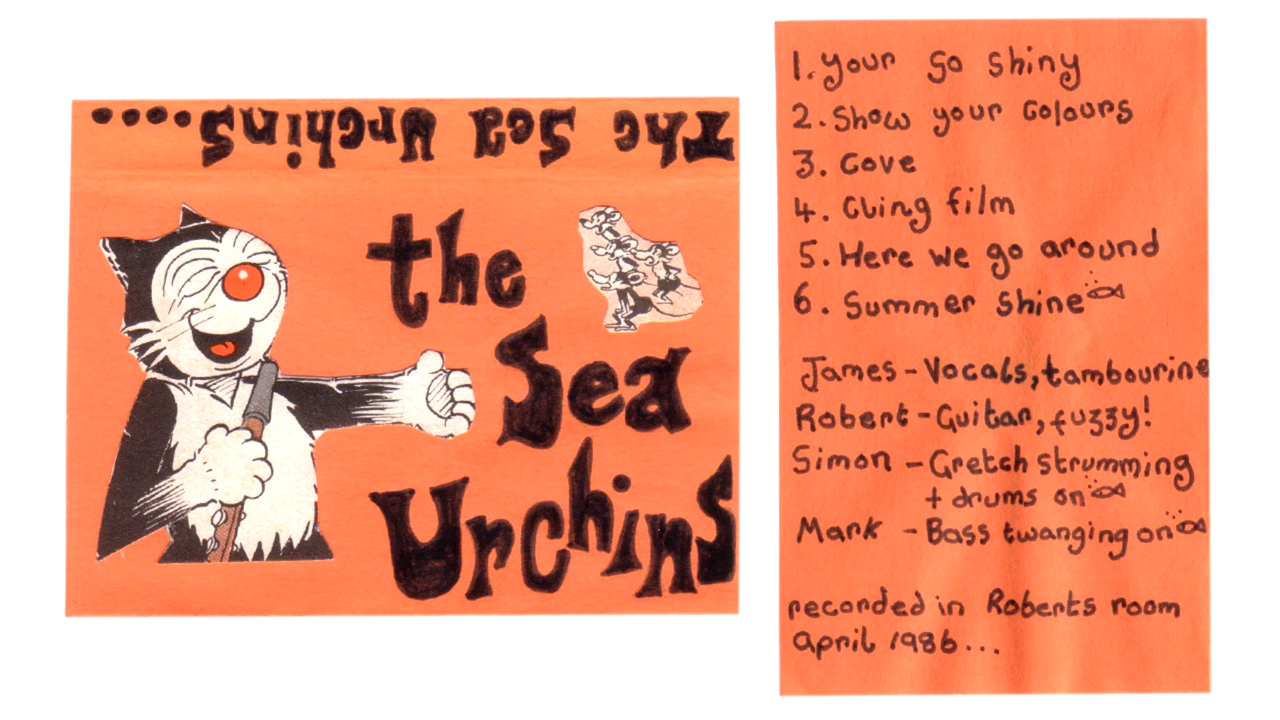 The Sea Urchins.....
the
Sea
Urchins
1. your so shiny
2. Show your colours
3. Cove
4. Cling film
5. Here we go around
6. Summer Shine
James - Vocals, tambourine
Robert - Guitar, fuzzy!
Simon - Gretch strumming
+ drums on
Mark - Bass twanging on
recorded in Roberts room
april 1986...